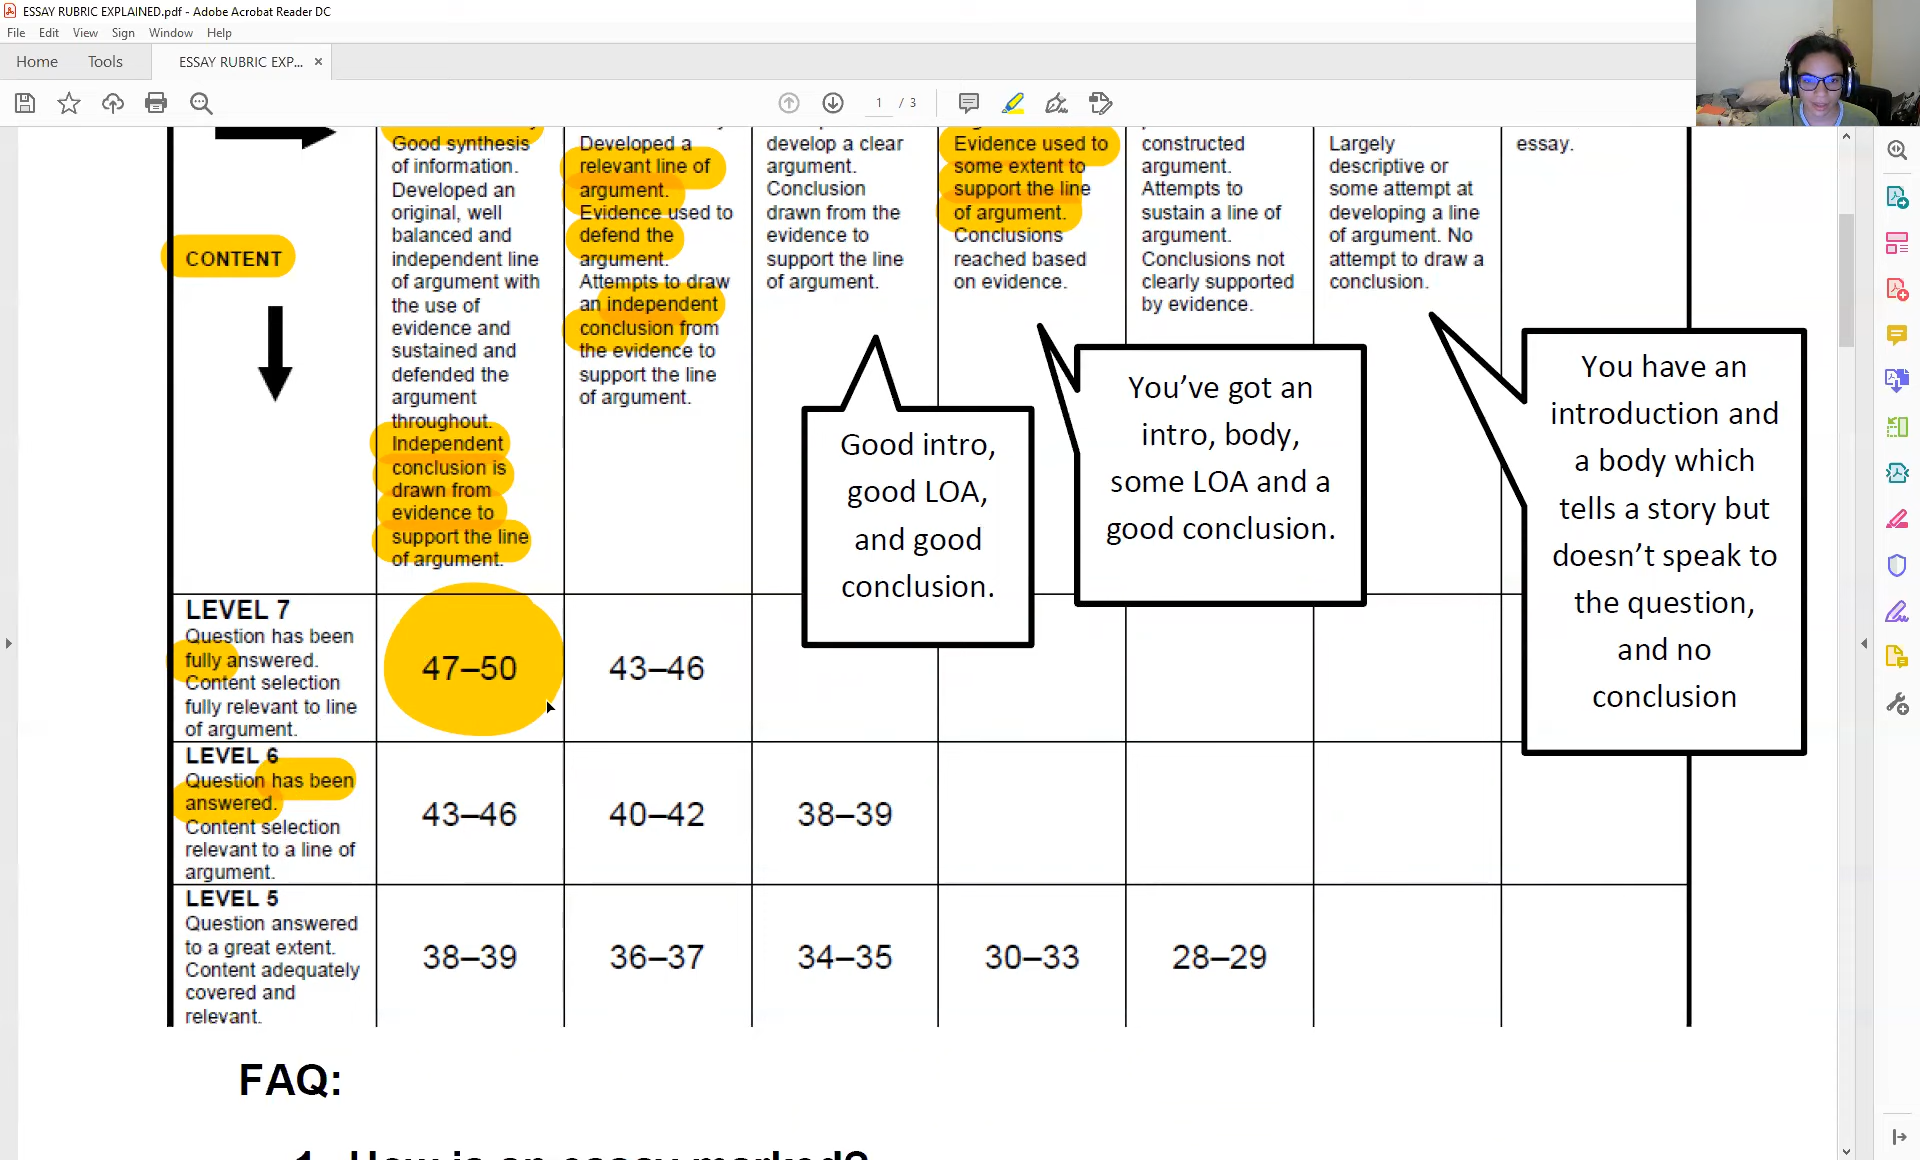 ESSAY RUBRIC EXPLAINED.pdf - Adobe Acrobat Reader DC
File Edit View Sign Window Help
Home Tools ESSAY RUBRIC EXP... ×
1 / 3
CONTENT
Good synthesis
of information.
Developed an
original, well
balanced and
independent line
of argument with
the use of
evidence and
sustained and
defended the
argument
throughout.
Independent
conclusion is
drawn from
evidence to
support the line
of argument.
Developed a
relevant line of
argument.
Evidence used to
defend the
argument.
Attempts to draw
an independent
conclusion from
the evidence to
support the line
of argument.
develop a clear
argument.
Conclusion
drawn from the
evidence to
support the line
of argument.
Evidence used to
some extent to
support the line
of argument.
Conclusions
reached based
on evidence.
constructed
argument.
Attempts to
sustain a line of
argument.
Conclusions not
clearly supported
by evidence.
Largely
descriptive or
some attempt at
developing a line
of argument. No
attempt to draw a
conclusion.
essay.
Good intro,
good LOA,
and good
conclusion.
You’ve got an
intro, body,
some LOA and a
good conclusion.
You have an
introduction and
a body which
tells a story but
doesn’t speak to
the question,
and no
conclusion
LEVEL 7
Question has been
fully answered.
Content selection
fully relevant to line
of argument.
47–50
43–46
LEVEL 6
Question has been
answered.
Content selection
relevant to a line of
argument.
43–46
40–42
38–39
LEVEL 5
Question answered
to a great extent.
Content adequately
covered and
relevant.
38–39
36–37
34–35
30–33
28–29
FAQ:
1. How is an essay marked?